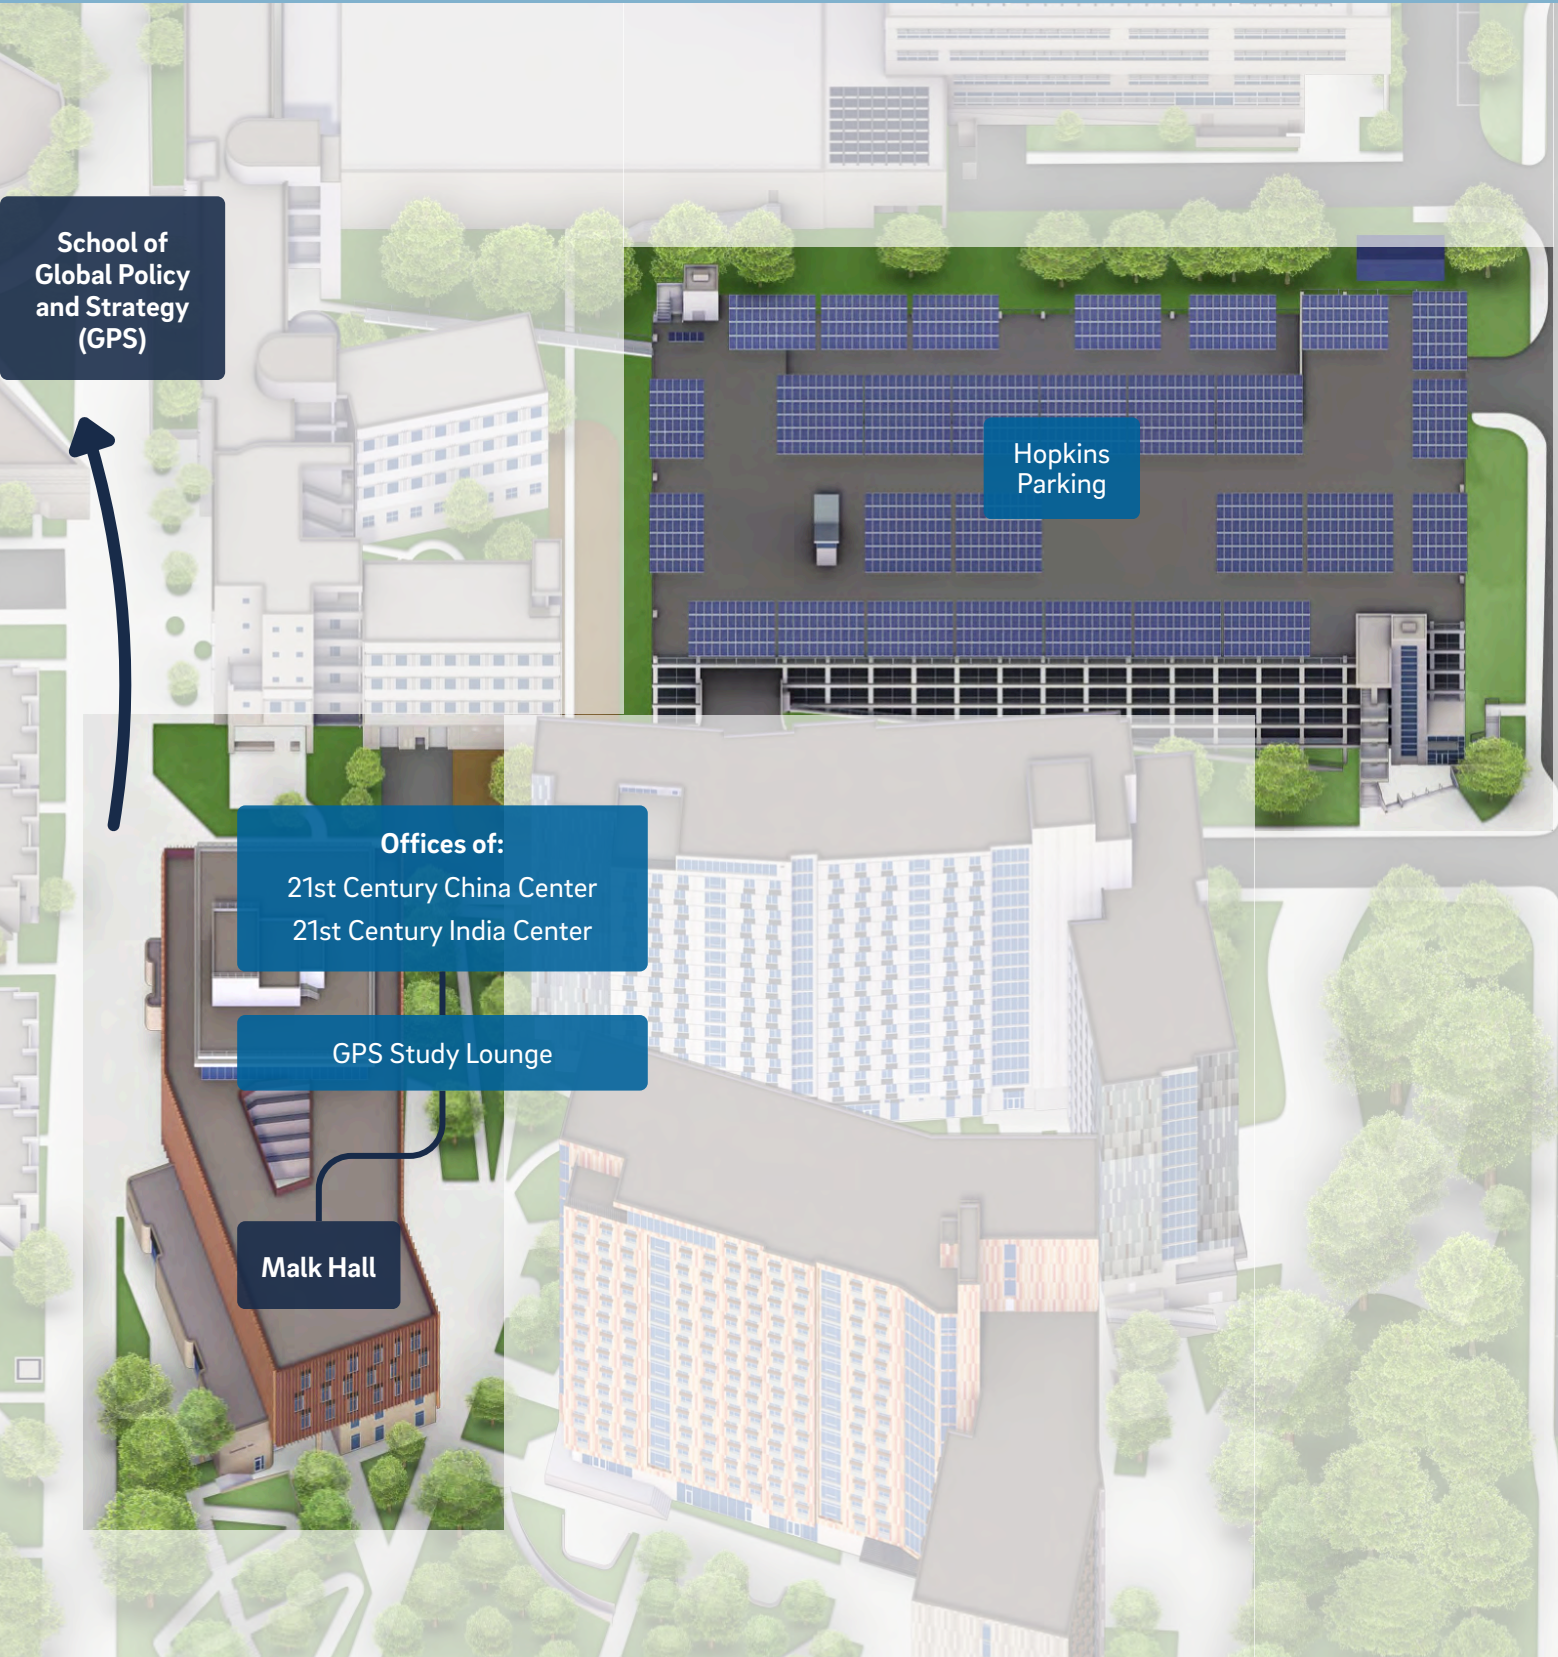 School of
Global Policy
and Strategy
(GPS)
Hopkins
Parking
Offices of:
21st Century China Center
21st Century India Center
GPS Study Lounge
Malk Hall